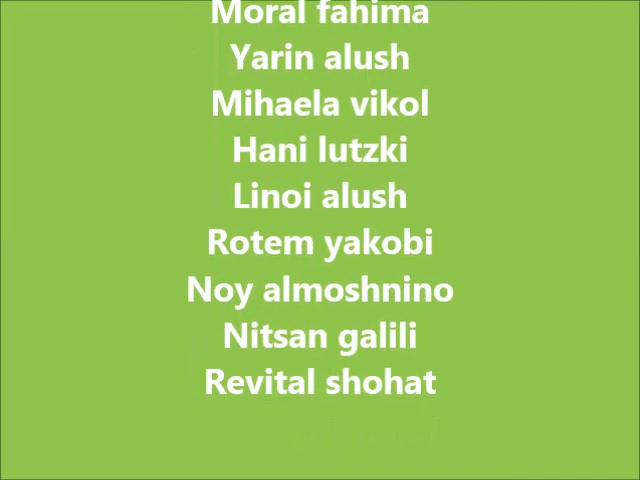 Moral fahima
Yarin alush
Mihaela vikol
Hani lutzki
Linoi alush
Rotem yakobi
Noy almoshnino
Nitsan galili
Revital shohat